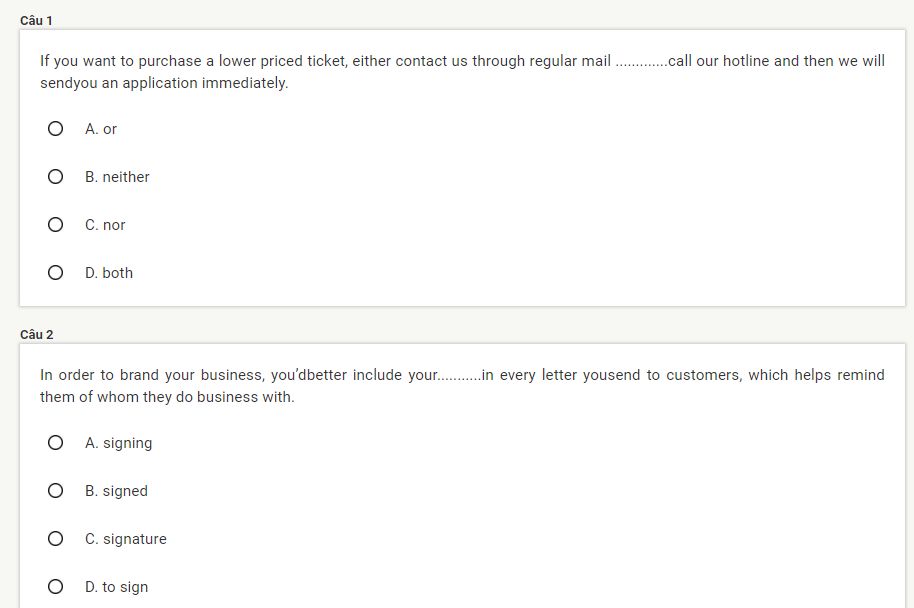 Câu 1
If you want to purchase a lower priced ticket, either contact us through regular mail .............call our hotline and then we will
sendyou an application immediately.
A. or
B. neither
C. nor
D. both
Câu 2
In order to brand your business, you'dbetter include your...........in every letter yousend to customers, which helps remind
them of whom they do business with.
A. signing
B. signed
C. signature
D. to sign